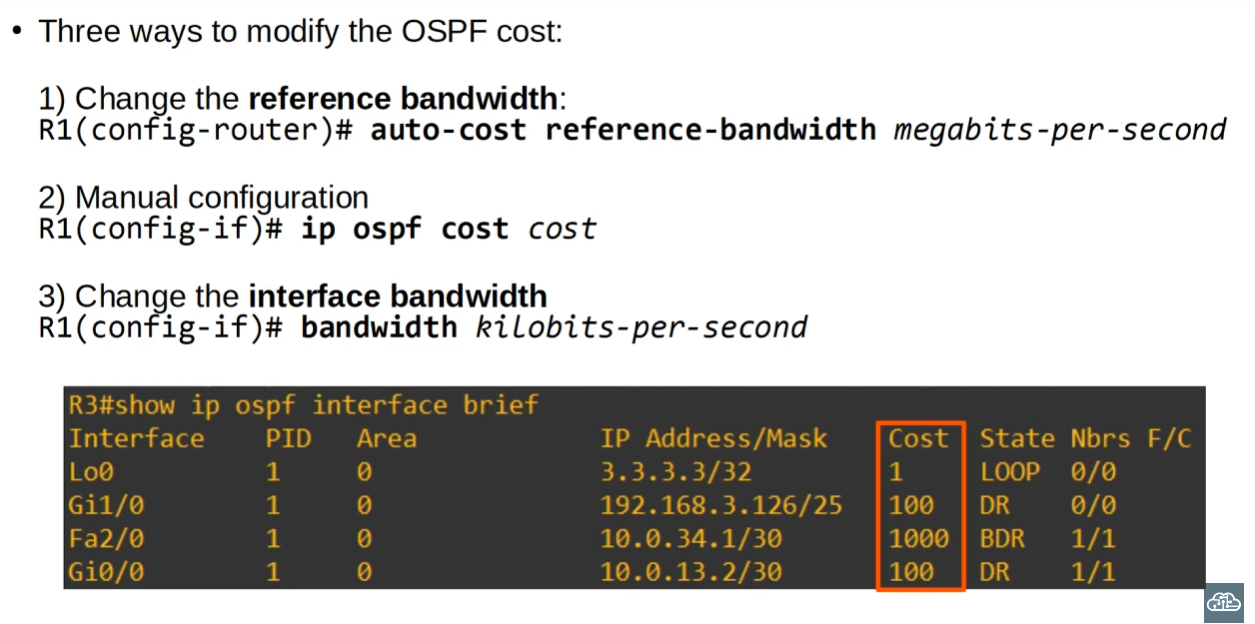 • Three ways to modify the OSPF cost:
1) Change the reference bandwidth:
R1(config-router)# auto-cost reference-bandwidth megabits-per-second
2) Manual configuration
R1(config-if)# ip ospf cost cost
3) Change the interface bandwidth
R1(config-if)# bandwidth kilobits-per-second
R3#show ip ospf interface brief
Interface PID Area IP Address/Mask Cost State Nbrs F/C
Lo0 1 0 3.3.3.3/32 1 LOOP 0/0
Gi1/0 1 0 192.168.3.126/25 100 DR 0/0
Fa2/0 1 0 10.0.34.1/30 1000 BDR 1/1
Gi0/0 1 0 10.0.13.2/30 100 DR 1/1